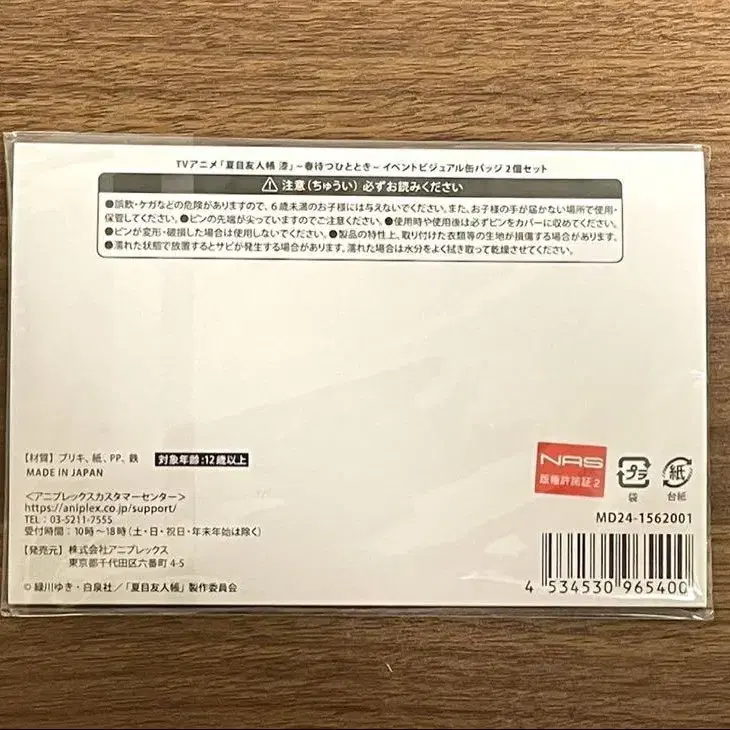 TVアニメ「夏目友人帳 漆」~春待つひととき~ イベントビジュアル缶バッジ2個セット
⚠ 注意(ちゅうい) 必ずお読みください
●誤飲・ケガなどの危険がありますので、6歳未満のお子様には与えないでください。また、お子様の手が届かない場所で使用・
保管してください。●ピンの先端が尖っていますのでご注意ください。●使用時や使用後は必ずピンをカバーに収めてください。
●ピンが変形・破損した場合は使用しないでください。●製品の特性上、取り付けた衣類等の生地が損傷する場合があります。
●濡れた状態で放置するとサビが発生する場合があります。濡れた場合は水分をよく拭き取って乾燥させてください。
【材質】ブリキ、紙、PP、鉄 対象年齢:12歳以上
MADE IN JAPAN
<アニプレックスカスタマーセンター>
https://aniplex.co.jp/support/
TEL:03-5211-7555
受付時間:10時~18時(土・日・祝日・年末年始は除く)
【発売元】株式会社アニプレックス
東京都千代田区六番町4-5
© 緑川ゆき・白泉社/「夏目友人帳」製作委員会
NAS
版権許諾証2
プラ
袋
紙
台紙
MD24-1562001
4 534530 965400